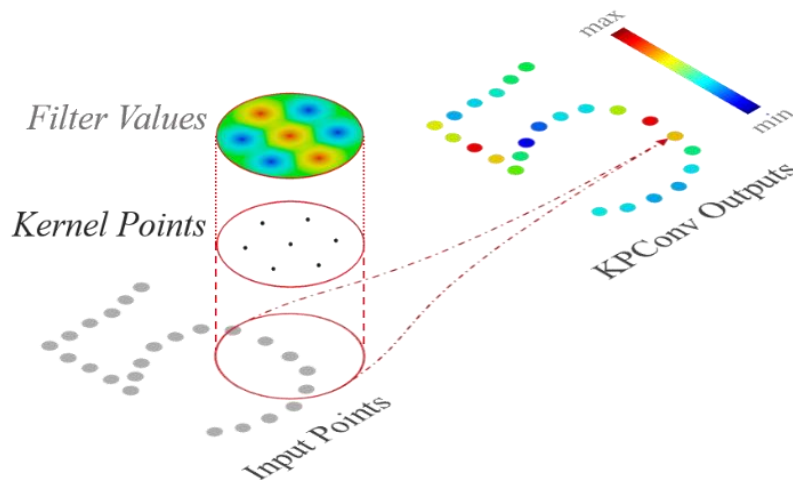 Filter Values
Kernel Points
Input Points
max
min
KPConv Outputs